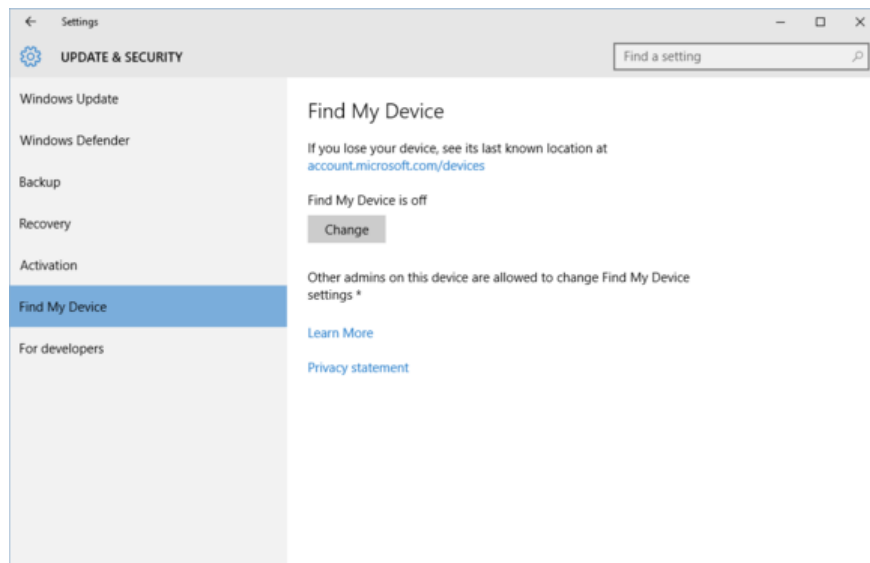 Settings
UPDATE & SECURITY
Find a setting
Windows Update
Windows Defender
Backup
Recovery
Activation
Find My Device
For developers
Find My Device
If you lose your device, see its last known location at
account.microsoft.com/devices
Find My Device is off
Change
Other admins on this device are allowed to change Find My Device
settings *
Learn More
Privacy statement